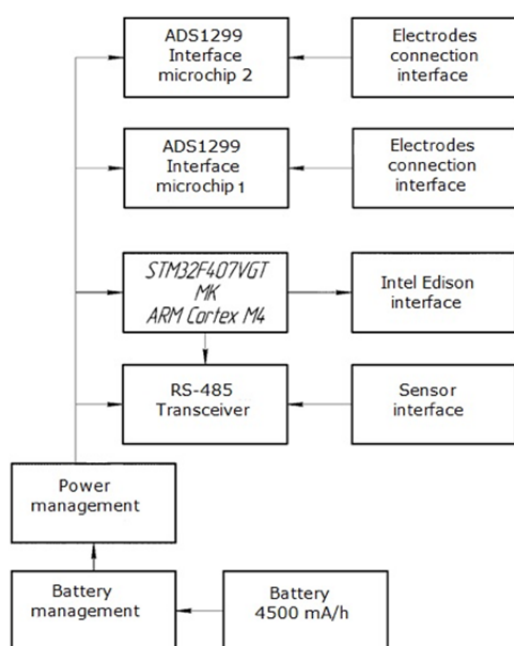 ADS1299
Interface
microchip 2
Electrodes
connection
interface
ADS1299
Interface
microchip 1
Electrodes
connection
interface
STM32F407VGT
MK
ARM Cortex M4
Intel Edison
interface
RS-485
Transceiver
Sensor
interface
Power
management
Battery
management
Battery
4500 mA/h